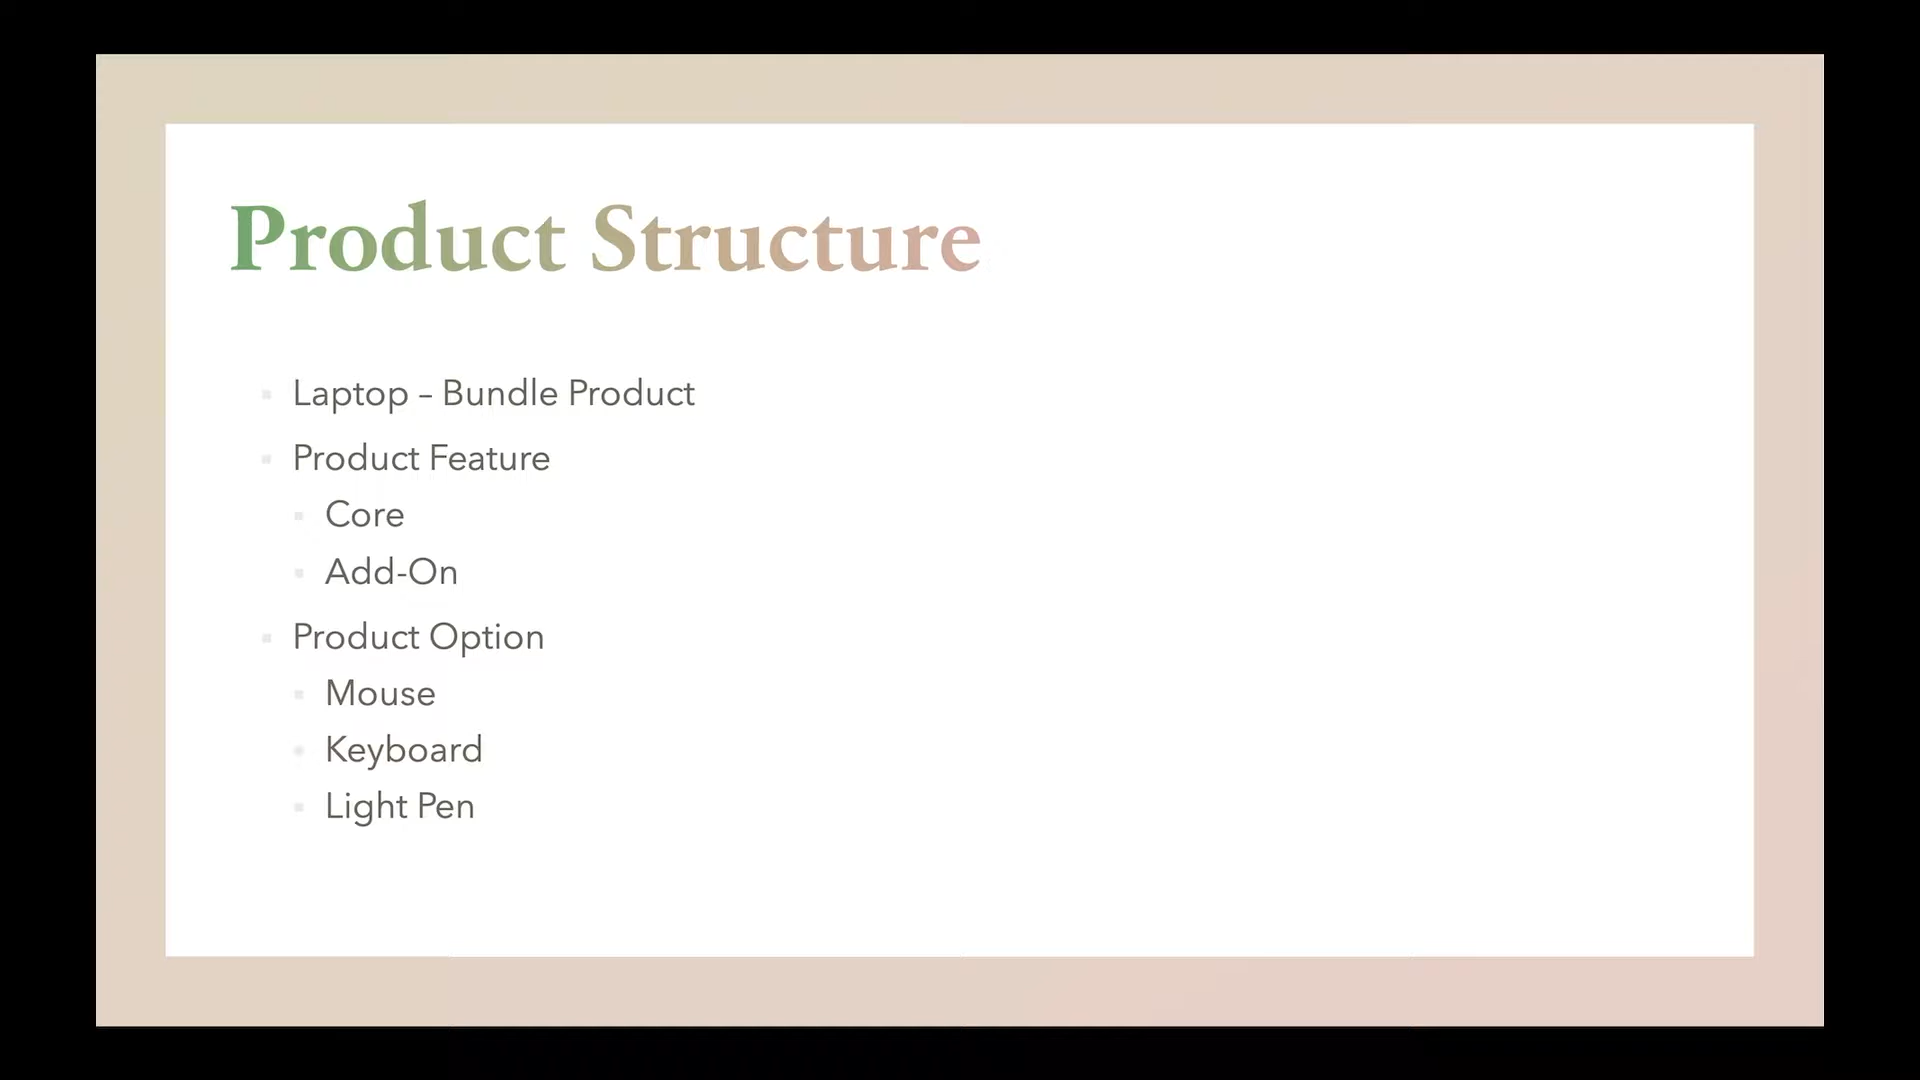 Product Structure
Laptop – Bundle Product
Product Feature
Core
Add-On
Product Option
Mouse
Keyboard
Light Pen